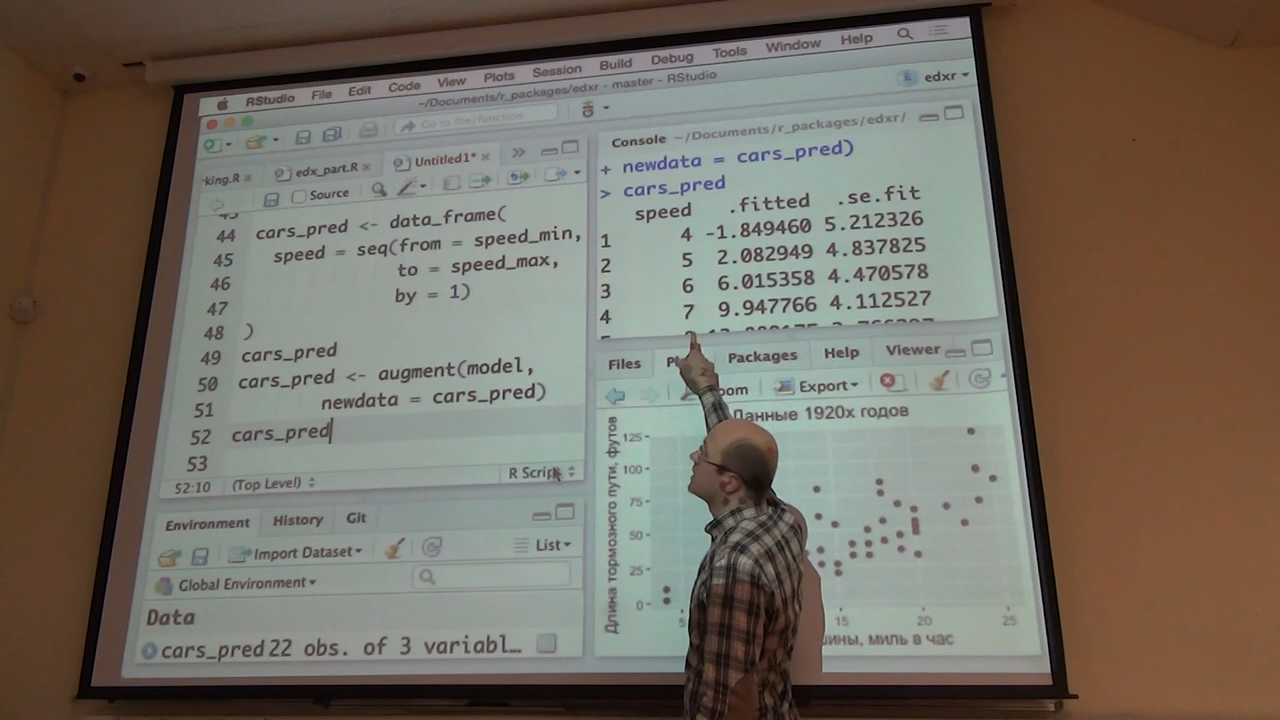 RStudio File Edit Code View Plots Session Build Debug Tools Window Help
~/Documents/r_packages/edxr - master - RStudio
Go to file/function
edxr
king.R edx_part.R Untitled1*
Source
44 cars_pred <- data_frame(
45 speed = seq(from = speed_min,
46 to = speed_max,
47 by = 1)
48 )
49 cars_pred
50 cars_pred <- augment(model,
51 newdata = cars_pred)
52 cars_pred
53
52:10 (Top Level) R Script
Console ~/Documents/r_packages/edxr/
+ newdata = cars_pred)
> cars_pred
speed .fitted .se.fit
1 4 -1.849460 5.212326
2 5 2.082949 4.837825
3 6 6.015358 4.470578
4 7 9.947766 4.112527
Environment History Git
Import Dataset List
Global Environment
Data
cars_pred 22 obs. of 3 variabl…
Files Packages Help Viewer
Export
Данные 1920х годов
Длина тормозного пути, футов
125
100
75
50
25
0
15 20 25
миль в час